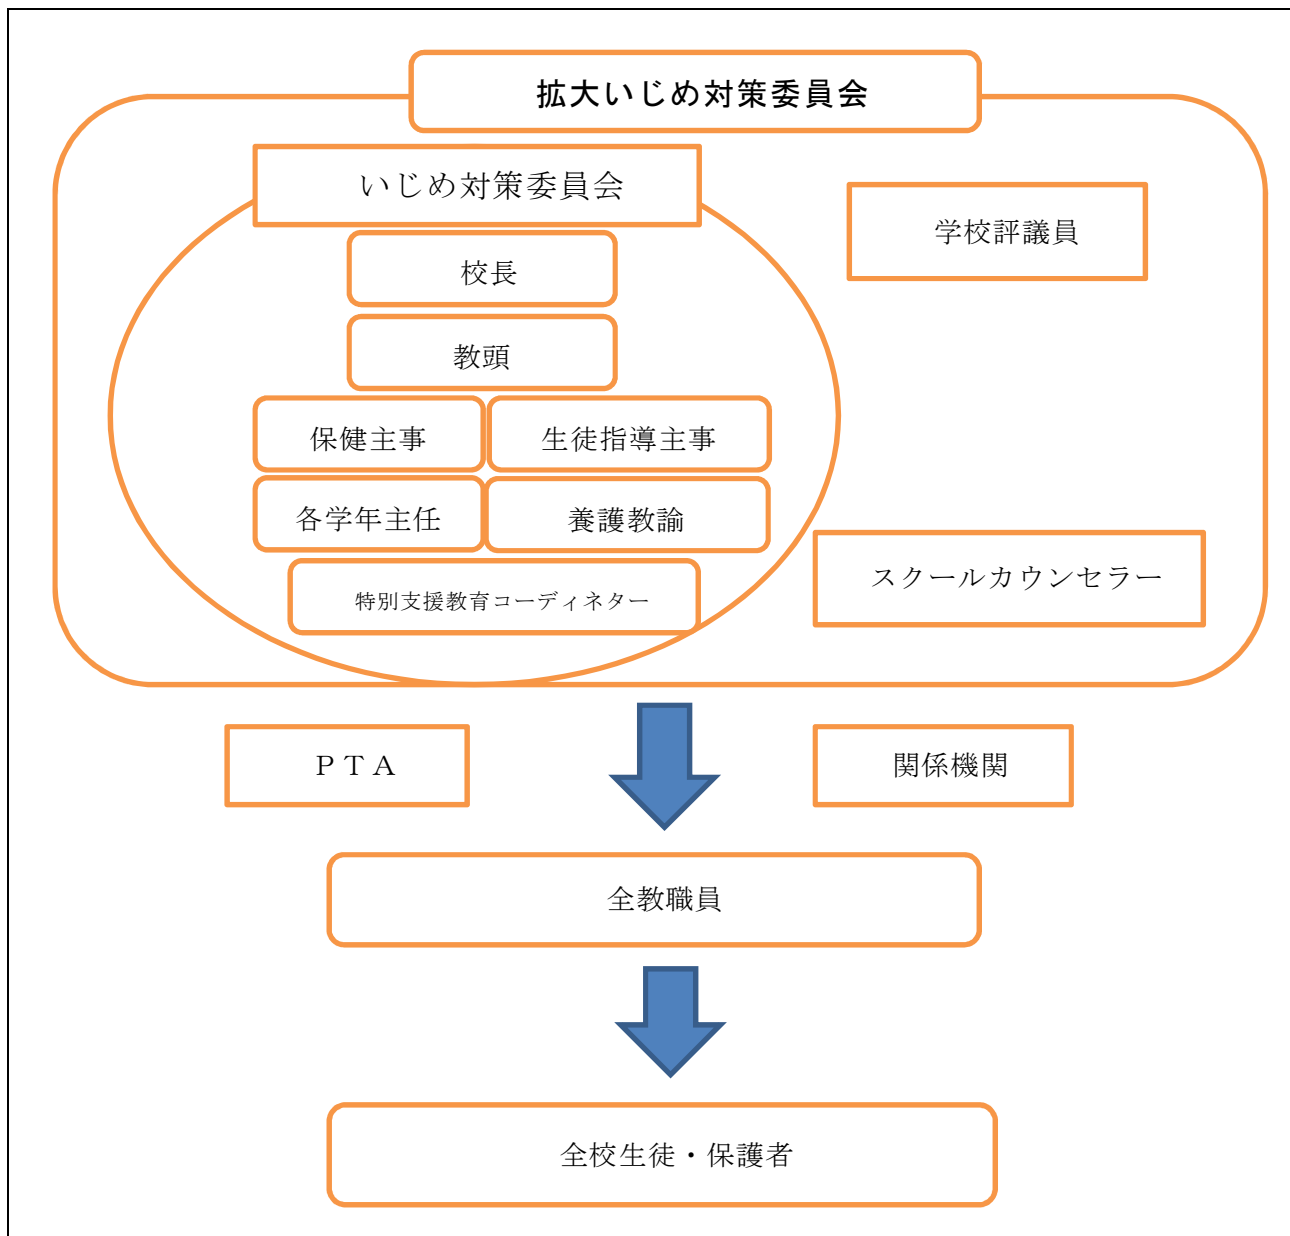 拡大いじめ対策委員会
いじめ対策委員会
学校評議員
校長
教頭
保健主事
生徒指導主事
各学年主任
養護教諭
スクールカウンセラー
特別支援教育コーディネター
ＰＴＡ
関係機関
全教職員
全校生徒・保護者